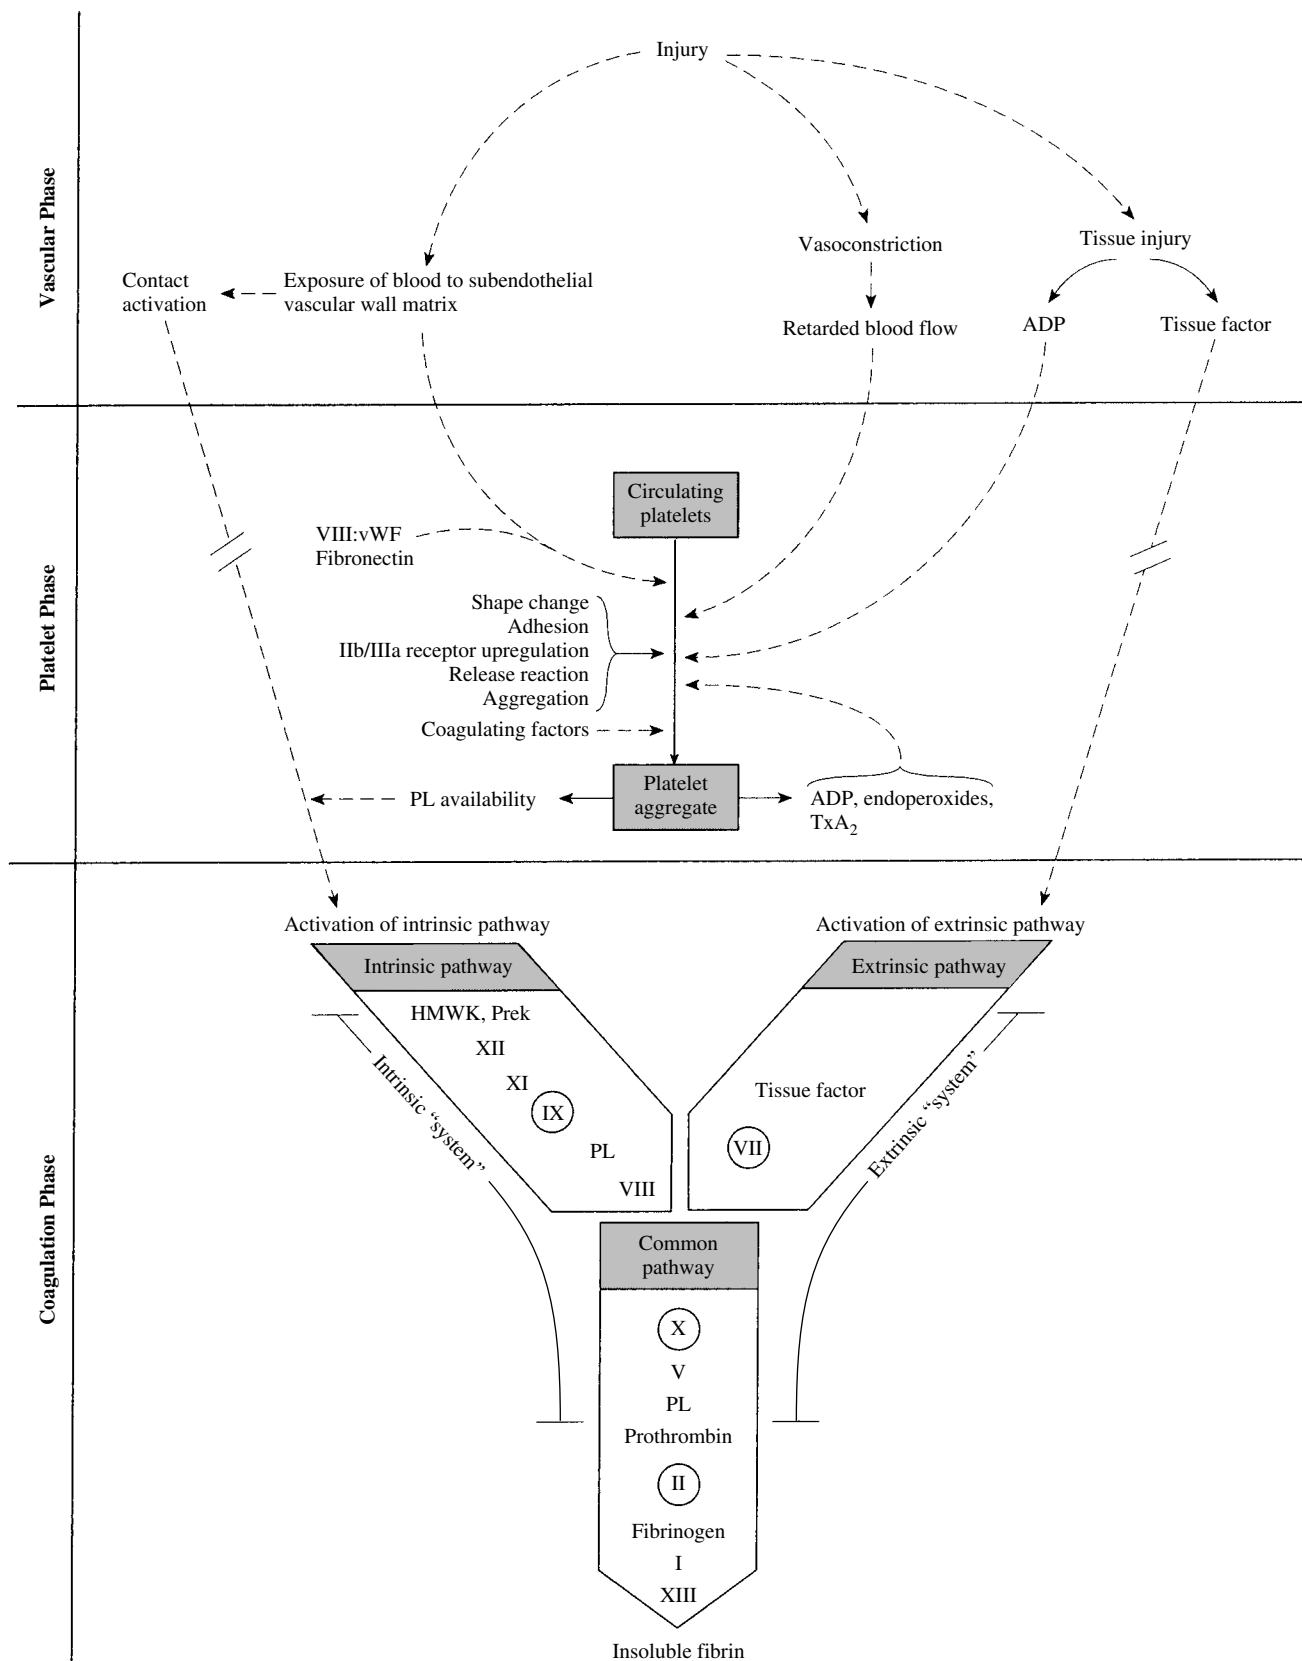 Injury
Vascular Phase
Vasoconstriction
Tissue injury
Contact
activation
Exposure of blood to subendothelial
vascular wall matrix
Retarded blood flow
ADP
Tissue factor
Platelet Phase
Circulating
platelets
VIII:vWF
Fibronectin
Shape change
Adhesion
IIb/IIIa receptor upregulation
Release reaction
Aggregation
Coagulating factors
PL availability
Platelet
aggregate
ADP, endoperoxides,
TxA₂
Coagulation Phase
Activation of intrinsic pathway
Activation of extrinsic pathway
Intrinsic pathway
Extrinsic pathway
HMWK, Prek
XII
XI
IX
PL
VIII
Intrinsic “system”
Tissue factor
VII
Extrinsic “system”
Common
pathway
X
V
PL
Prothrombin
II
Fibrinogen
I
XIII
Insoluble fibrin